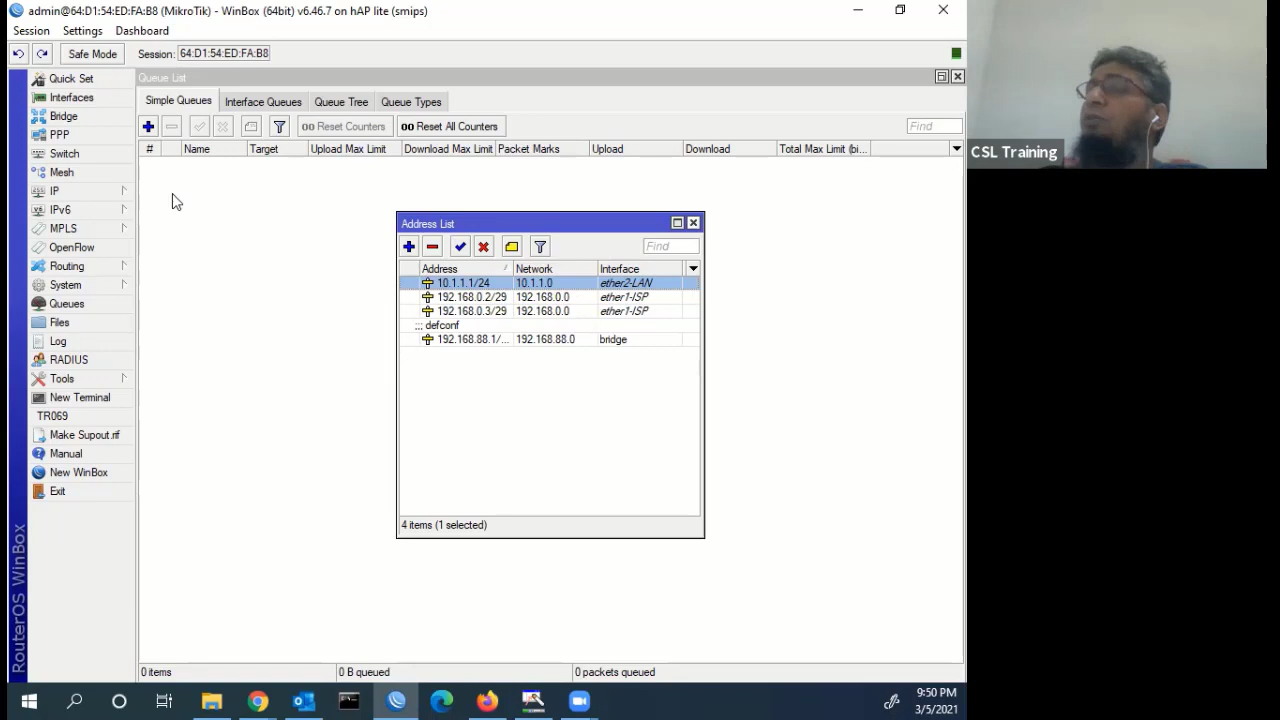 admin@64:D1:54:ED:FA:B8 (MikroTik) - WinBox (64bit) v6.46.7 on hAP lite (smips)
Session Settings Dashboard
Safe Mode Session: 64:D1:54:ED:FA:B8
Quick Set
Interfaces
Bridge
PPP
Switch
Mesh
IP
IPv6
MPLS
OpenFlow
Routing
System
Queues
Files
Log
RADIUS
Tools
New Terminal
TR069
Make Supout.rif
Manual
New WinBox
Exit
RouterOS WinBox
Queue List
Simple Queues Interface Queues Queue Tree Queue Types
00 Reset Counters 00 Reset All Counters Find
# Name Target Upload Max Limit Download Max Limit Packet Marks Upload Download Total Max Limit (bi...
Address List
Find
Address Network Interface
10.1.1.1/24 10.1.1.0 ether2-LAN
192.168.0.2/29 192.168.0.0 ether1-ISP
192.168.0.3/29 192.168.0.0 ether1-ISP
;;; defconf
192.168.88.1/... 192.168.88.0 bridge
4 items (1 selected)
0 items 0 B queued 0 packets queued
CSL Training
9:50 PM
3/5/2021